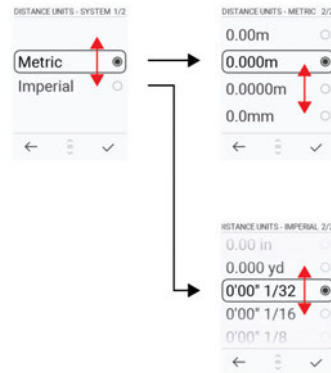 DISTANCE UNITS - SYSTEM 1/2
Metric
Imperial
DISTANCE UNITS - METRIC 2/2
0.00m
0.000m
0.0000m
0.0mm
ISTANCE UNITS - IMPERIAL 2/2
0.00 in
0.000 yd
0'00" 1/32
0'00" 1/16
0'00" 1/8